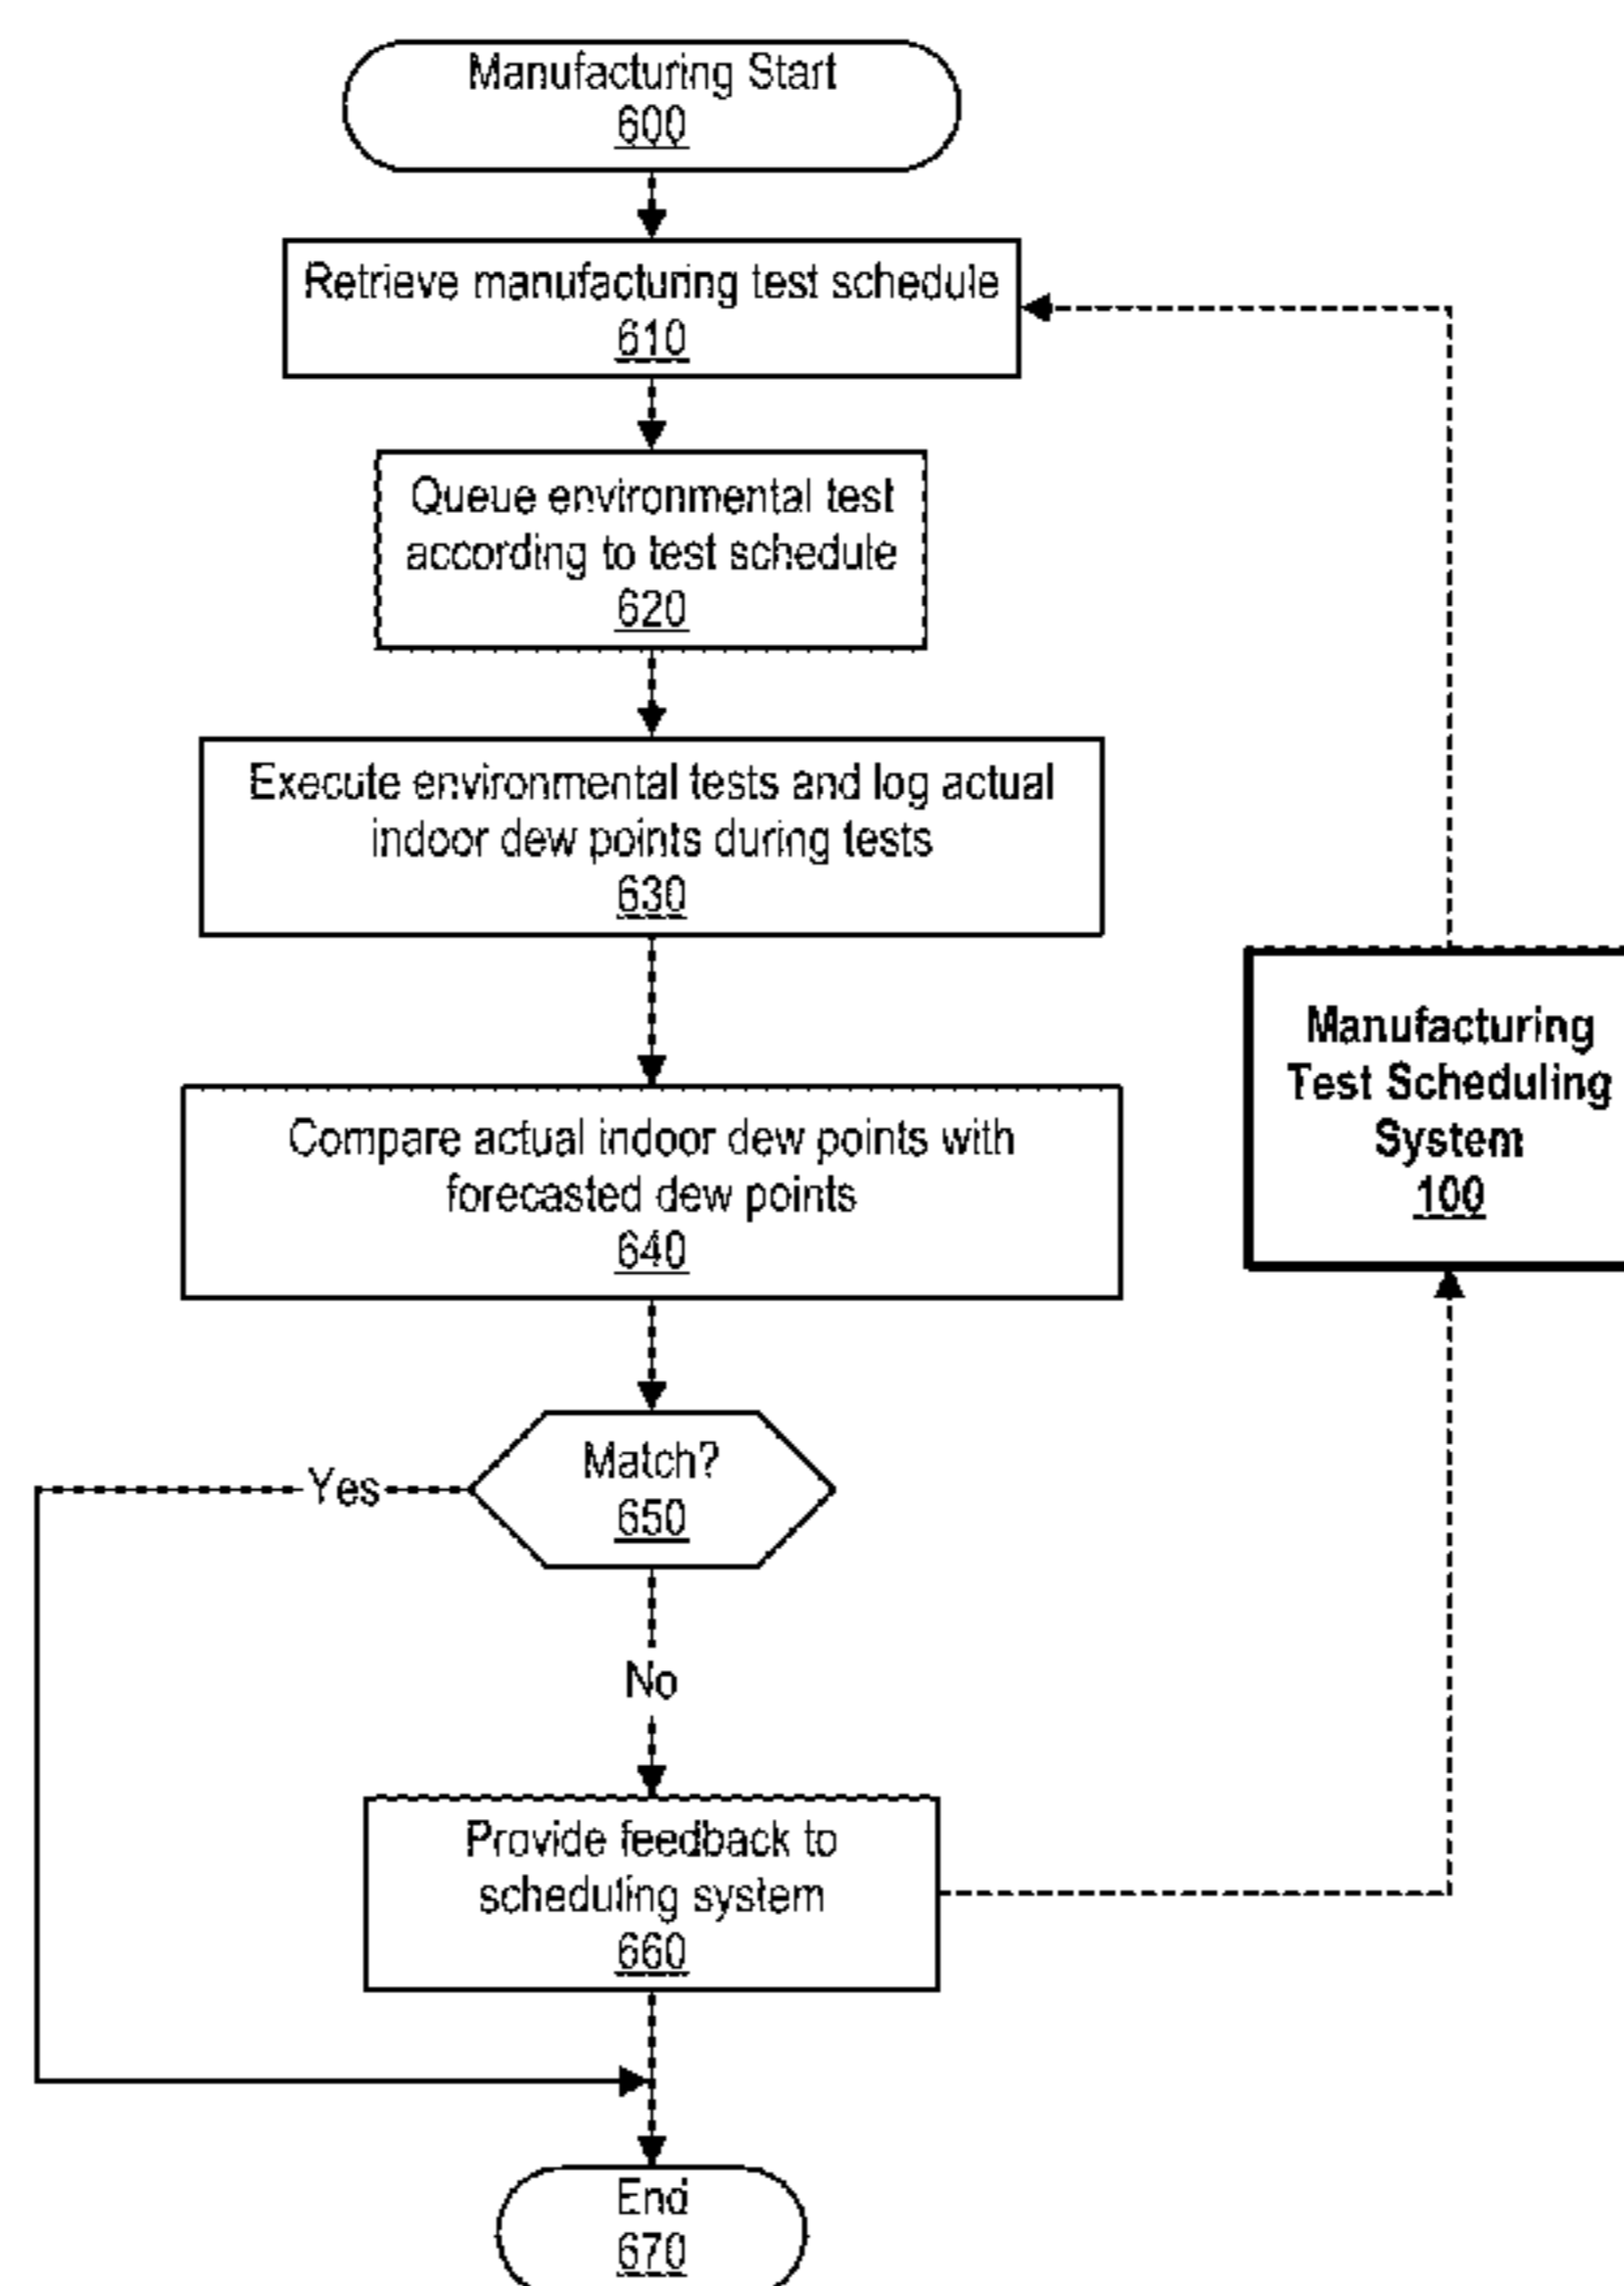 Manufacturing Start
600
Retrieve manufacturing test schedule
610
Queue environmental test
according to test schedule
620
Execute environmental tests and log actual
indoor dew points during tests
630
Manufacturing
Test Scheduling
System
100
Compare actual indoor dew points with
forecasted dew points
640
Match?
650
Yes
No
Provide feedback to
scheduling system
660
End
670